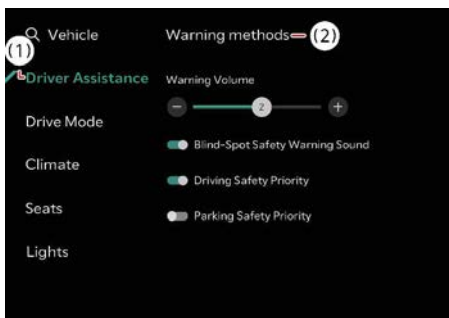 Vehicle
Warning methods
(2)
(1)
Driver Assistance
Warning Volume
2
Drive Mode
Blind-Spot Safety Warning Sound
Climate
Driving Safety Priority
Seats
Parking Safety Priority
Lights